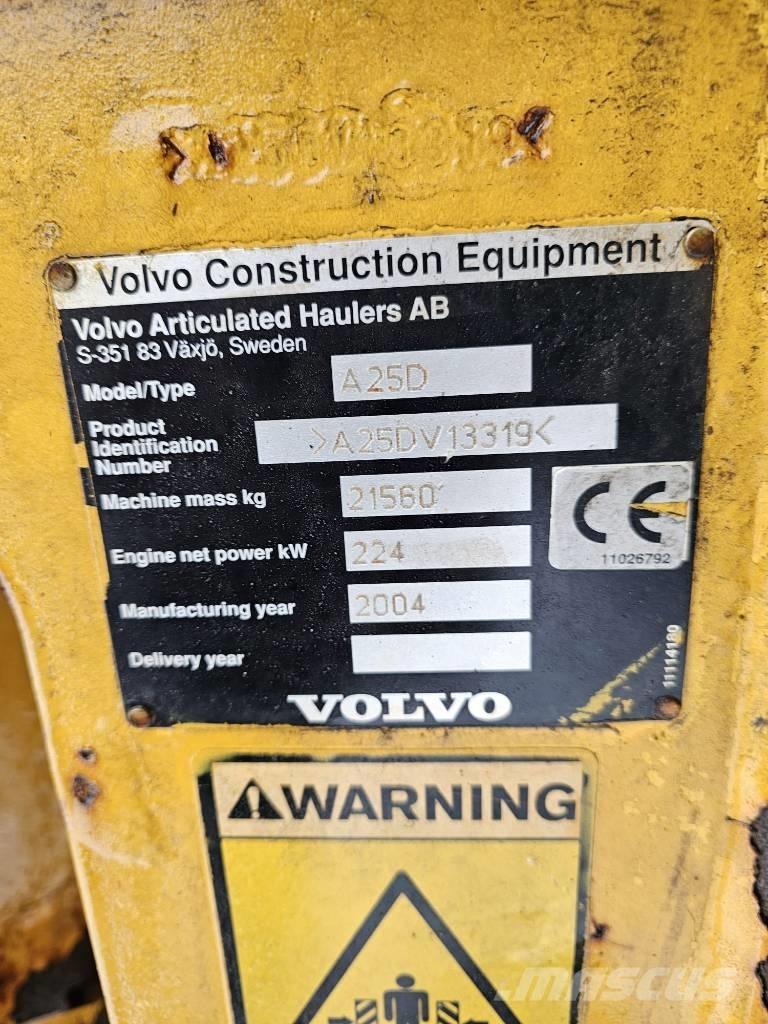 Volvo Construction Equipment
Volvo Articulated Haulers AB
S-351 83 Växjö, Sweden
Model/Type A25D
Product Identification Number >A25DV13319<
Machine mass kg 21560
Engine net power kW 224
Manufacturing year 2004
Delivery year
CE
11026792
11114180
VOLVO
WARNING
MASCUS